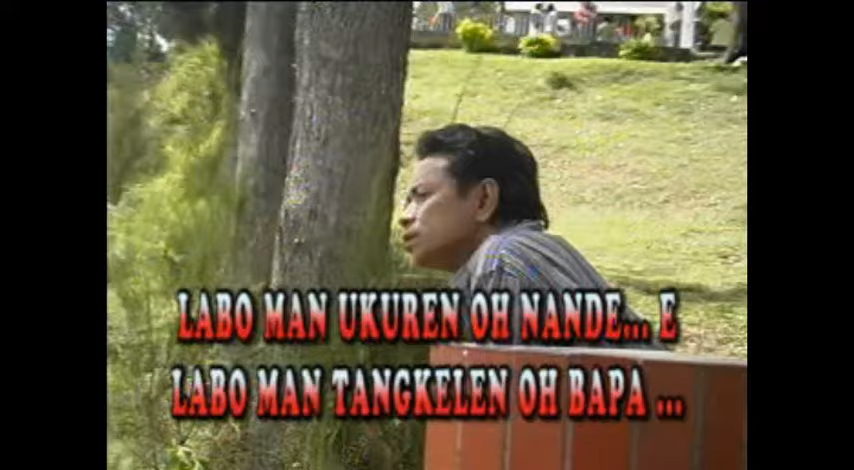 LABO MAN UKUREN OH NANDE... E
LABO MAN TANGKELEN OH BAPA ...